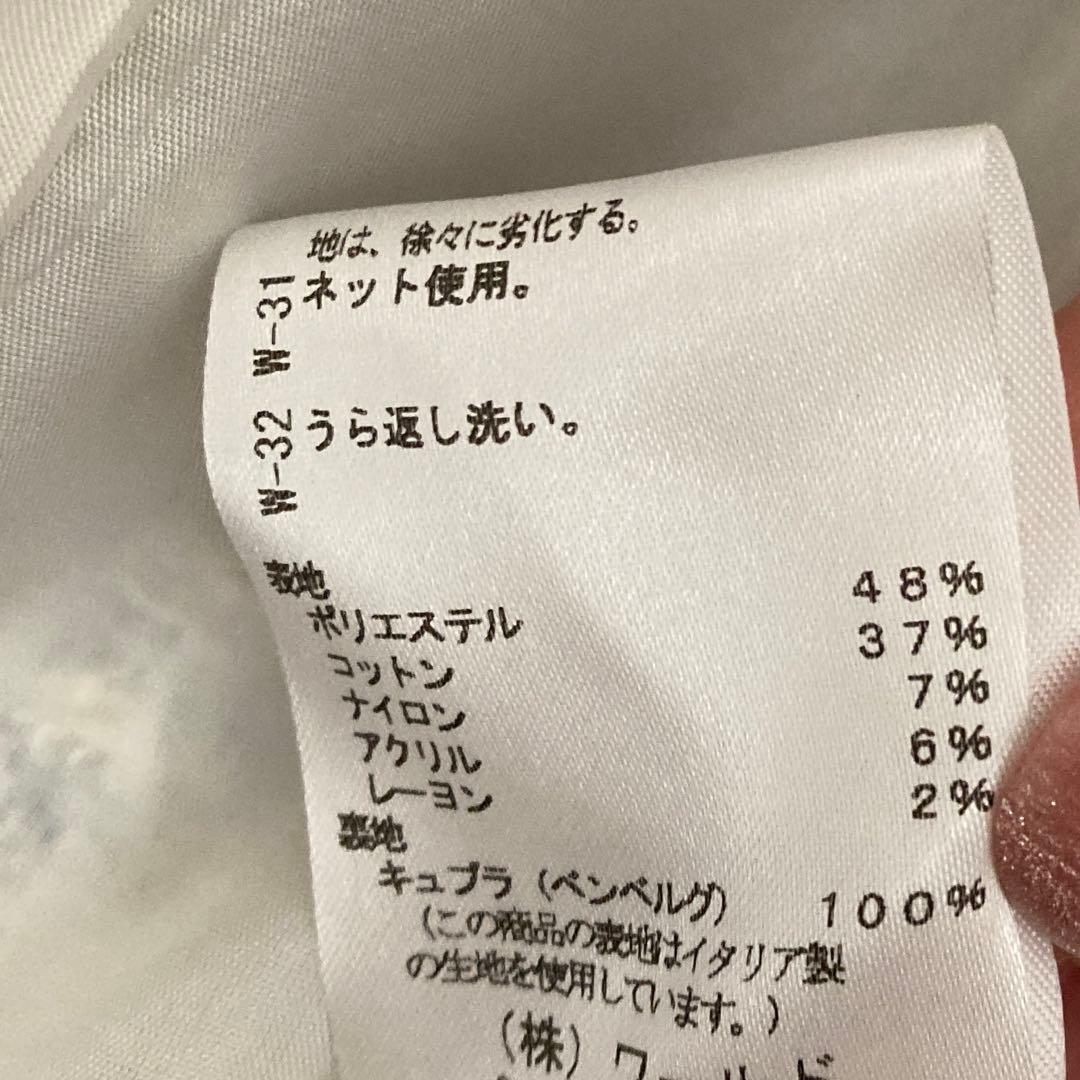 地は、徐々に劣化する。
W-31 ネット使用。
W-32 うら返し洗い。
表地
ポリエステル 48%
コットン 37%
ナイロン 7%
アクリル 6%
レーヨン 2%
裏地
キュプラ（ベンベルグ） 100%
（この商品の表地はイタリア製
の生地を使用しています。）
（株）ワールド